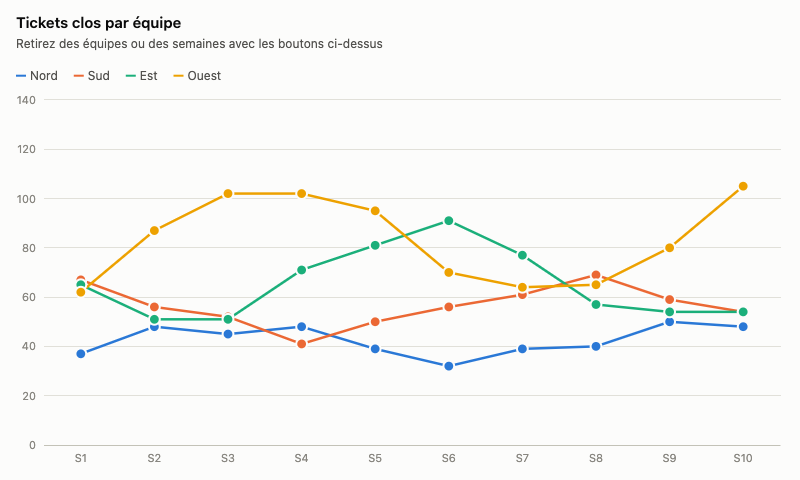 Tickets clos par équipe
Retirez des équipes ou des semaines avec les boutons ci-dessus
Nord Sud Est Ouest
140
120
100
80
60
40
20
0
S1 S2 S3 S4 S5 S6 S7 S8 S9 S10